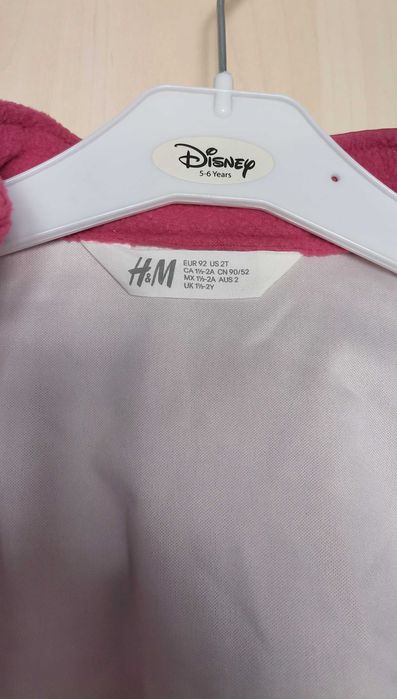 Disney
5-6 Years
H&M
EUR 92 US 2T
CA 1½-2A CN 90/52
MX 1½-2A AUS 2
UK 1½-2Y